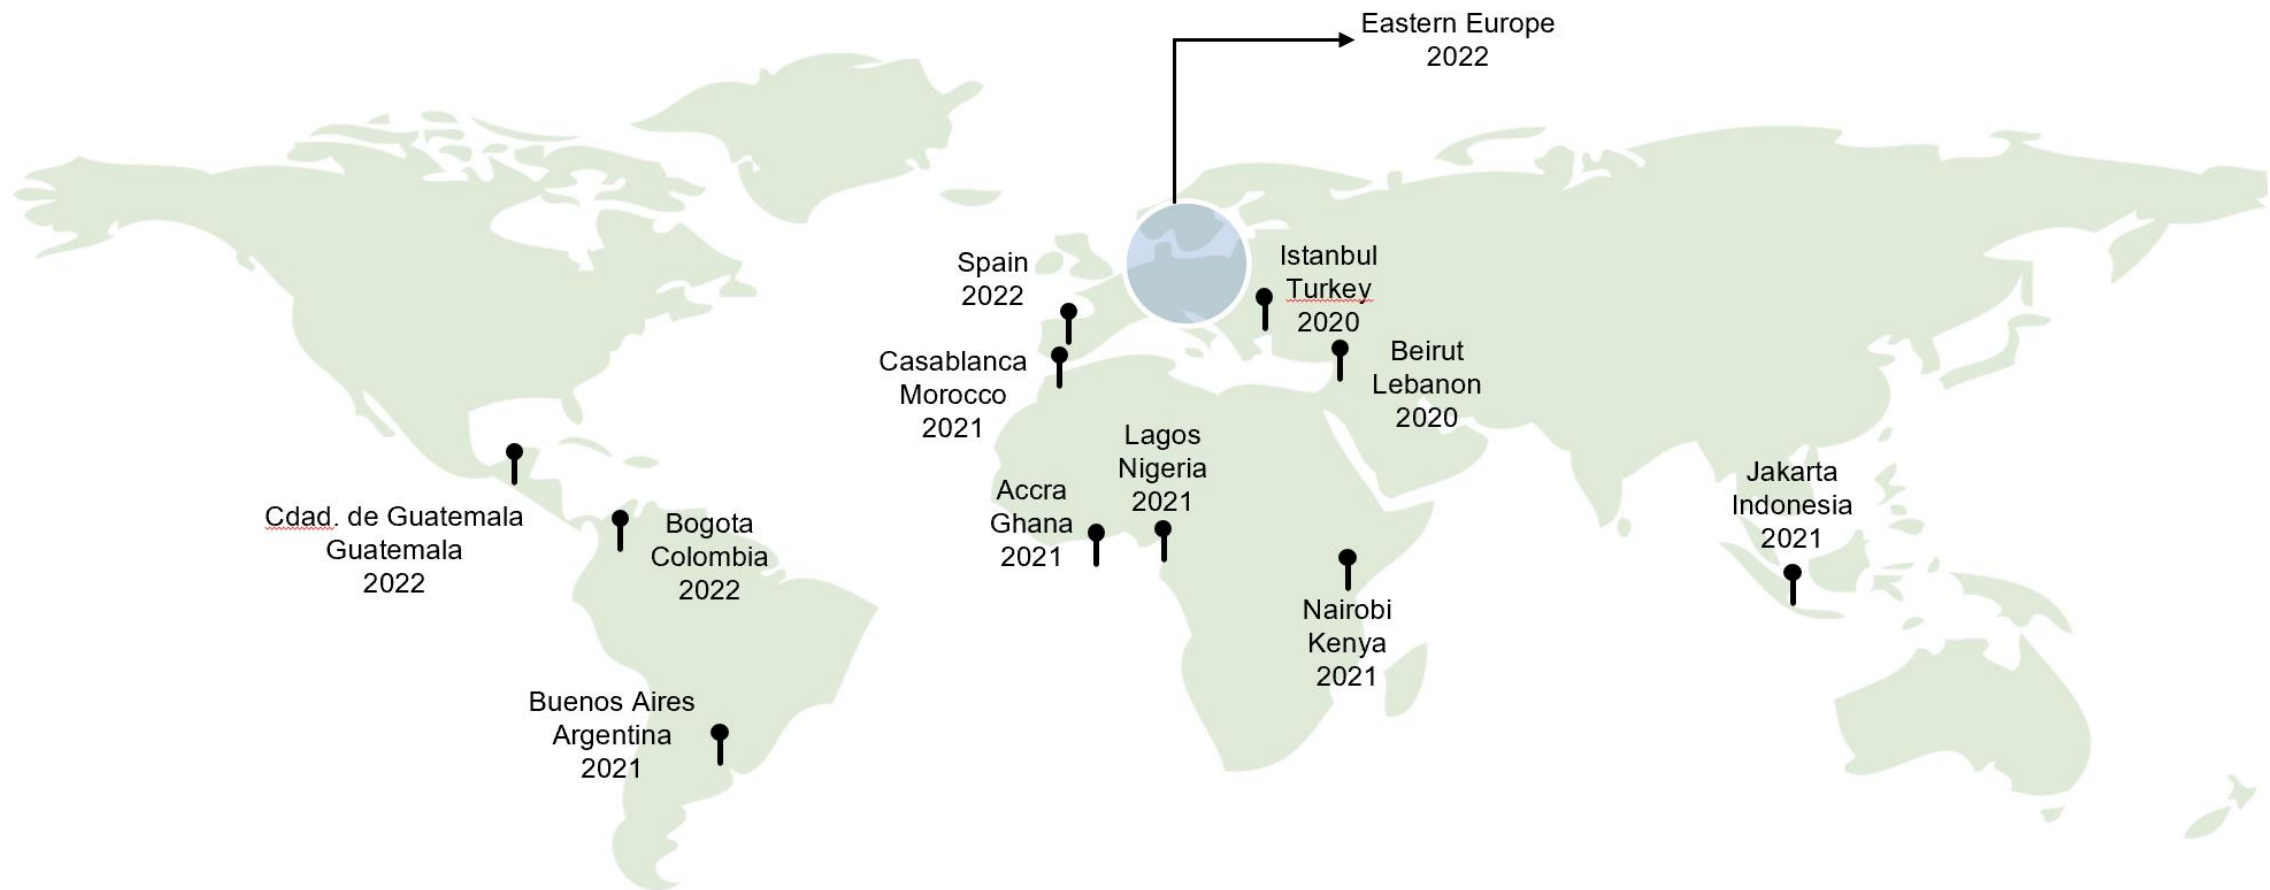 Eastern Europe
2022
Spain
2022
Istanbul
Turkey
2020
Casablanca
Morocco
2021
Beirut
Lebanon
2020
Lagos
Nigeria
2021
Accra
Ghana
2021
Jakarta
Indonesia
2021
Cdad. de Guatemala
Guatemala
2022
Bogota
Colombia
2022
Nairobi
Kenya
2021
Buenos Aires
Argentina
2021